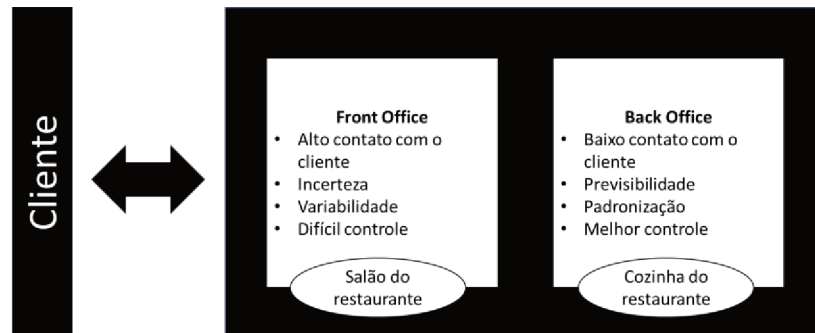 Cliente
Front Office
• Alto contato com o
cliente
• Incerteza
• Variabilidade
• Difícil controle
Salão do
restaurante
Back Office
• Baixo contato com o
cliente
• Previsibilidade
• Padronização
• Melhor controle
Cozinha do
restaurante